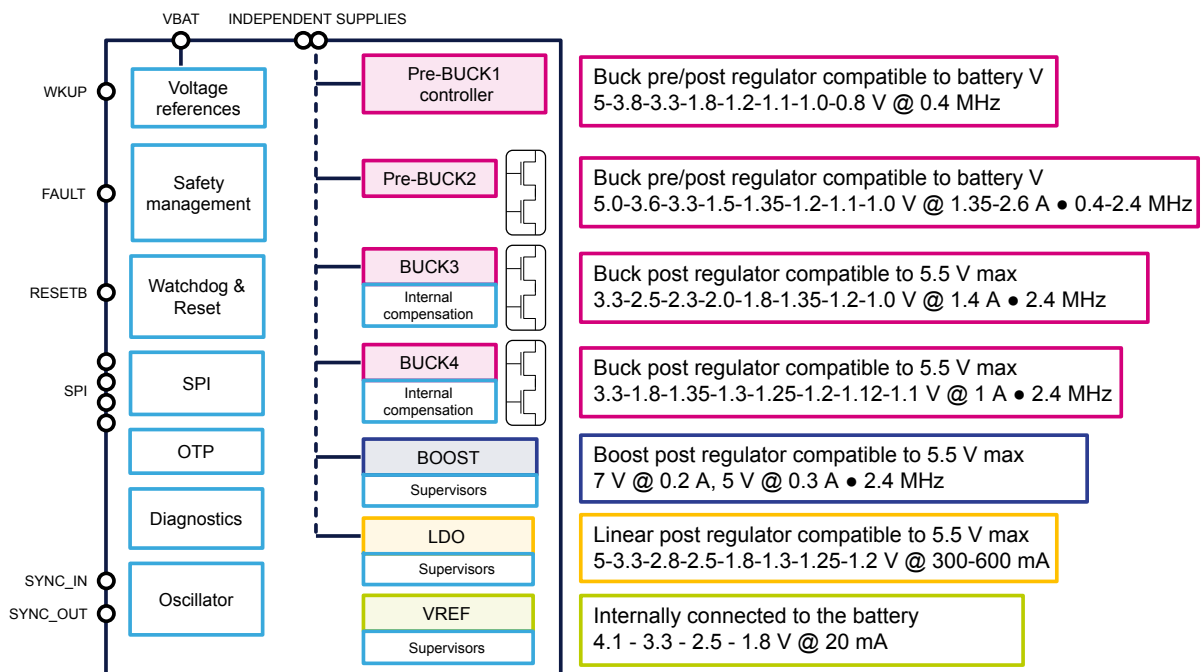 VBAT
INDEPENDENT SUPPLIES
WKUP
FAULT
RESETB
SPI
SYNC_IN
SYNC_OUT
Voltage
references
Safety
management
Watchdog &
Reset
SPI
OTP
Diagnostics
Oscillator
Pre-BUCK1
controller
Buck pre/post regulator compatible to battery V
5-3.8-3.3-1.8-1.2-1.1-1.0-0.8 V @ 0.4 MHz
Pre-BUCK2
Buck pre/post regulator compatible to battery V
5.0-3.6-3.3-1.5-1.35-1.2-1.1-1.0 V @ 1.35-2.6 A ● 0.4-2.4 MHz
BUCK3
Internal
compensation
Buck post regulator compatible to 5.5 V max
3.3-2.5-2.3-2.0-1.8-1.35-1.2-1.0 V @ 1.4 A ● 2.4 MHz
BUCK4
Internal
compensation
Buck post regulator compatible to 5.5 V max
3.3-1.8-1.35-1.3-1.25-1.2-1.12-1.1 V @ 1 A ● 2.4 MHz
BOOST
Supervisors
Boost post regulator compatible to 5.5 V max
7 V @ 0.2 A, 5 V @ 0.3 A ● 2.4 MHz
LDO
Supervisors
Linear post regulator compatible to 5.5 V max
5-3.3-2.8-2.5-1.8-1.3-1.25-1.2 V @ 300-600 mA
VREF
Supervisors
Internally connected to the battery
4.1 - 3.3 - 2.5 - 1.8 V @ 20 mA